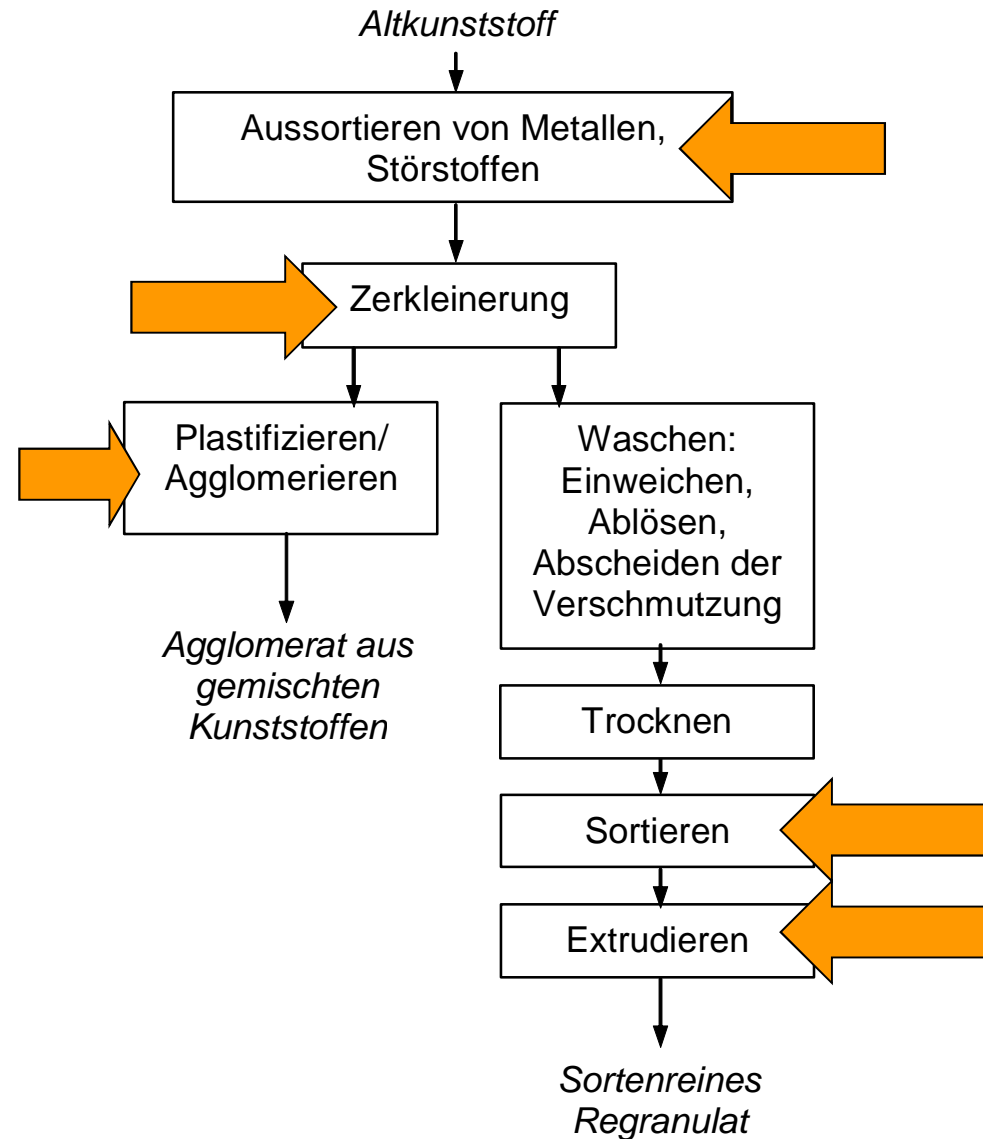 Altkunststoff
Aussortieren von Metallen,
Störstoffen
Zerkleinerung
Plastifizieren/
Agglomerieren
Agglomerat aus
gemischten
Kunststoffen
Waschen:
Einweichen,
Ablösen,
Abscheiden der
Verschmutzung
Trocknen
Sortieren
Extrudieren
Sortenreines
Regranulat